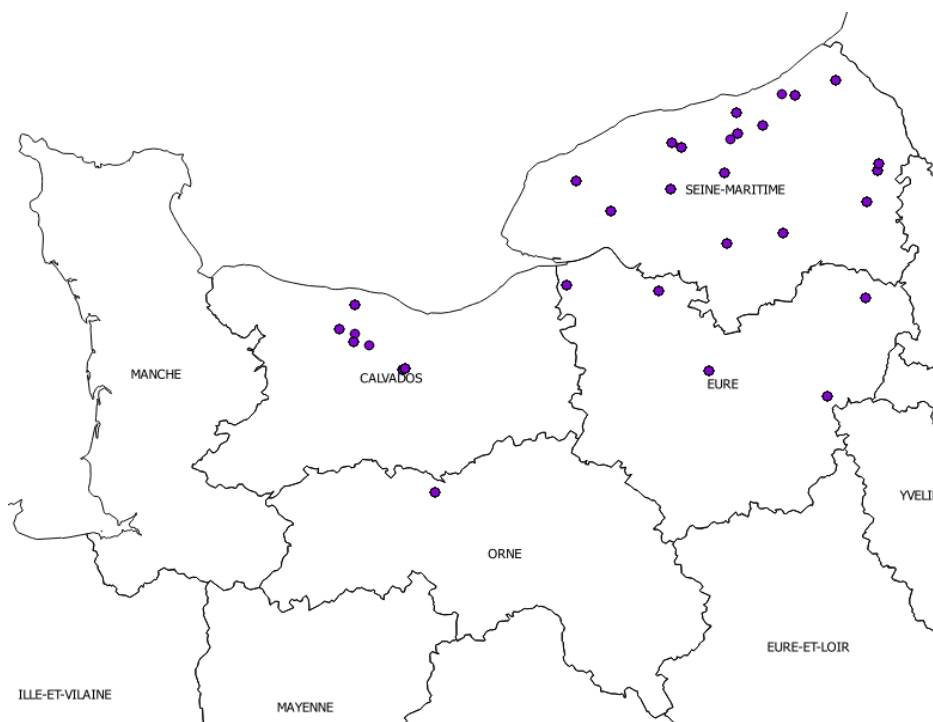 SEINE-MARITIME
MANCHE
CALVADOS
EURE
YVELI
ORNE
EURE-ET-LOIR
ILLE-ET-VILAINE
MAYENNE